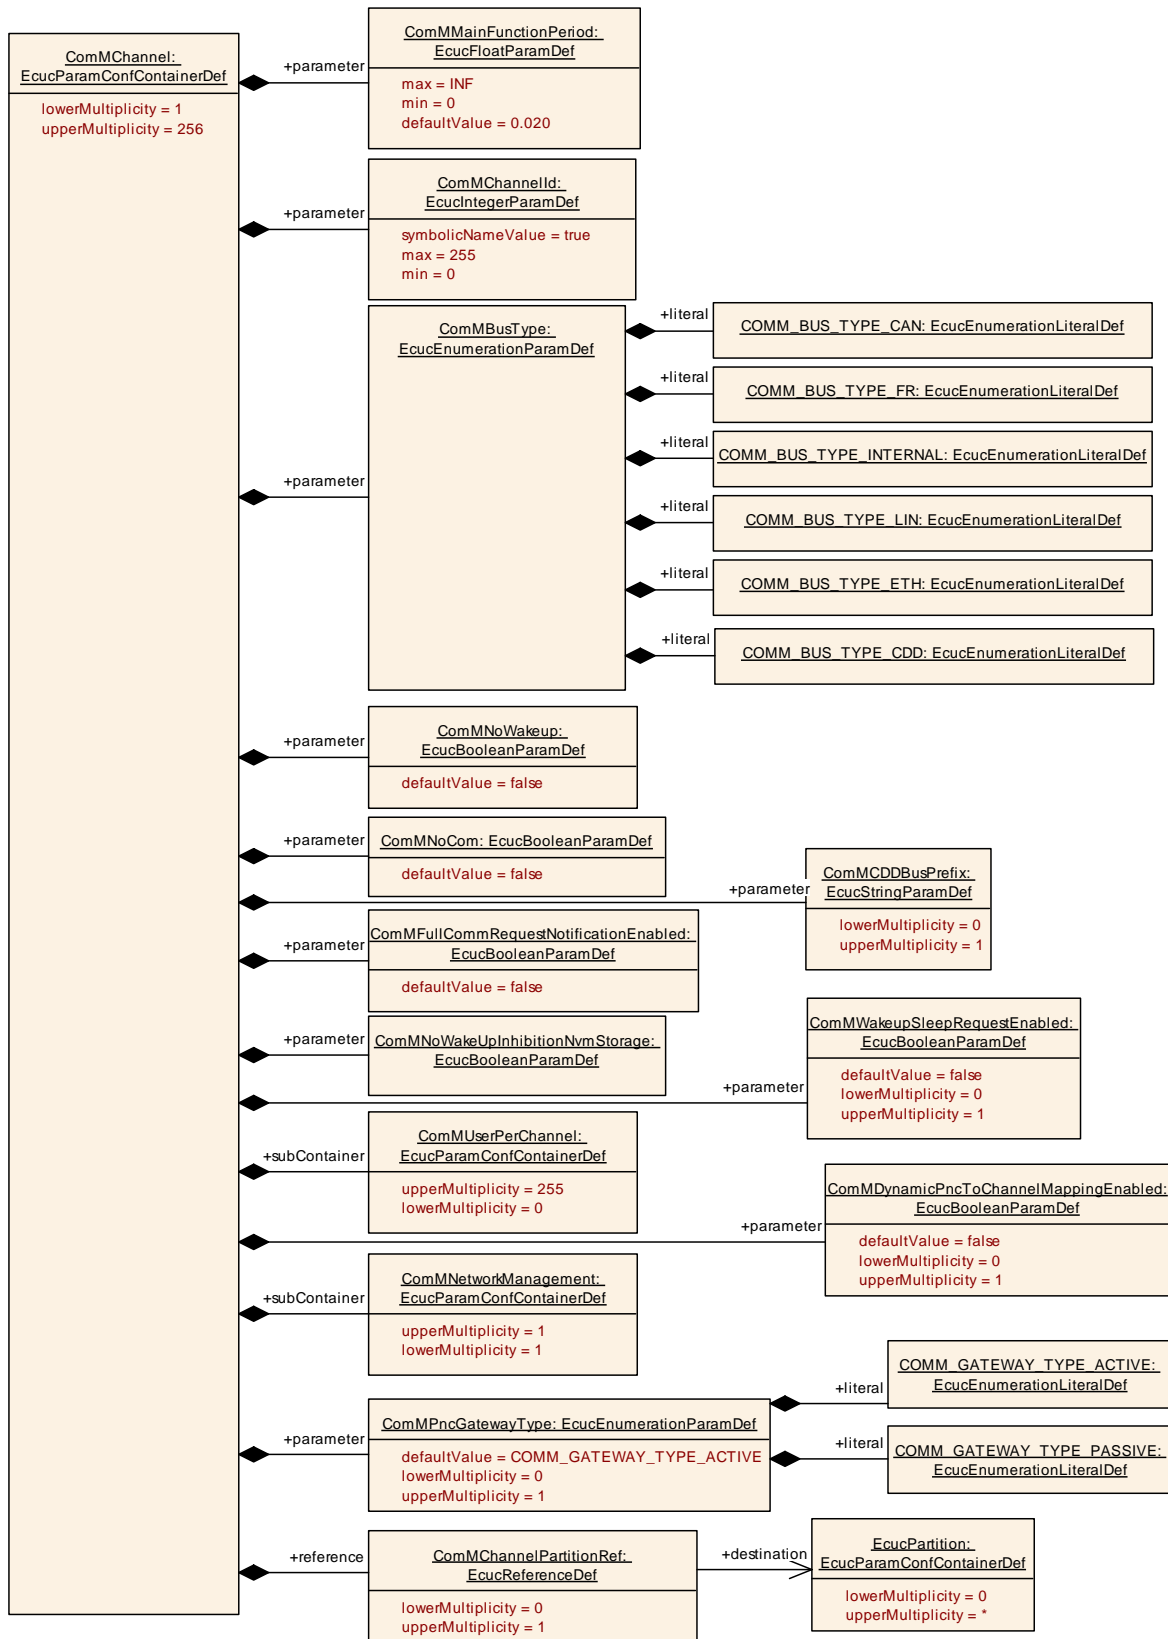 ComMChannel:
EcucParamConfContainerDef
lowerMultiplicity = 1
upperMultiplicity = 256
+parameter
ComMMainFunctionPeriod:
EcucFloatParamDef
max = INF
min = 0
defaultValue = 0.020
+parameter
ComMChannelId:
EcucIntegerParamDef
symbolicNameValue = true
max = 255
min = 0
+parameter
ComMBusType:
EcucEnumerationParamDef
+literal
COMM_BUS_TYPE_CAN: EcucEnumerationLiteralDef
+literal
COMM_BUS_TYPE_FR: EcucEnumerationLiteralDef
+literal
COMM_BUS_TYPE_INTERNAL: EcucEnumerationLiteralDef
+literal
COMM_BUS_TYPE_LIN: EcucEnumerationLiteralDef
+literal
COMM_BUS_TYPE_ETH: EcucEnumerationLiteralDef
+literal
COMM_BUS_TYPE_CDD: EcucEnumerationLiteralDef
+parameter
ComMNoWakeup:
EcucBooleanParamDef
defaultValue = false
+parameter
ComMNoCom: EcucBooleanParamDef
defaultValue = false
+parameter
ComMCDDBusPrefix:
EcucStringParamDef
lowerMultiplicity = 0
upperMultiplicity = 1
+parameter
ComMFullCommRequestNotificationEnabled:
EcucBooleanParamDef
defaultValue = false
+parameter
ComMNoWakeUpInhibitionNvmStorage:
EcucBooleanParamDef
+parameter
ComMWakeupSleepRequestEnabled:
EcucBooleanParamDef
defaultValue = false
lowerMultiplicity = 0
upperMultiplicity = 1
+subContainer
ComMUserPerChannel:
EcucParamConfContainerDef
upperMultiplicity = 255
lowerMultiplicity = 0
+parameter
ComMDynamicPncToChannelMappingEnabled:
EcucBooleanParamDef
defaultValue = false
lowerMultiplicity = 0
upperMultiplicity = 1
+subContainer
ComMNetworkManagement:
EcucParamConfContainerDef
upperMultiplicity = 1
lowerMultiplicity = 1
+parameter
ComMPncGatewayType: EcucEnumerationParamDef
defaultValue = COMM_GATEWAY_TYPE_ACTIVE
lowerMultiplicity = 0
upperMultiplicity = 1
+literal
COMM_GATEWAY_TYPE_ACTIVE:
EcucEnumerationLiteralDef
+literal
COMM_GATEWAY_TYPE_PASSIVE:
EcucEnumerationLiteralDef
+reference
ComMChannelPartitionRef:
EcucReferenceDef
lowerMultiplicity = 0
upperMultiplicity = 1
+destination
EcucPartition:
EcucParamConfContainerDef
lowerMultiplicity = 0
upperMultiplicity = *